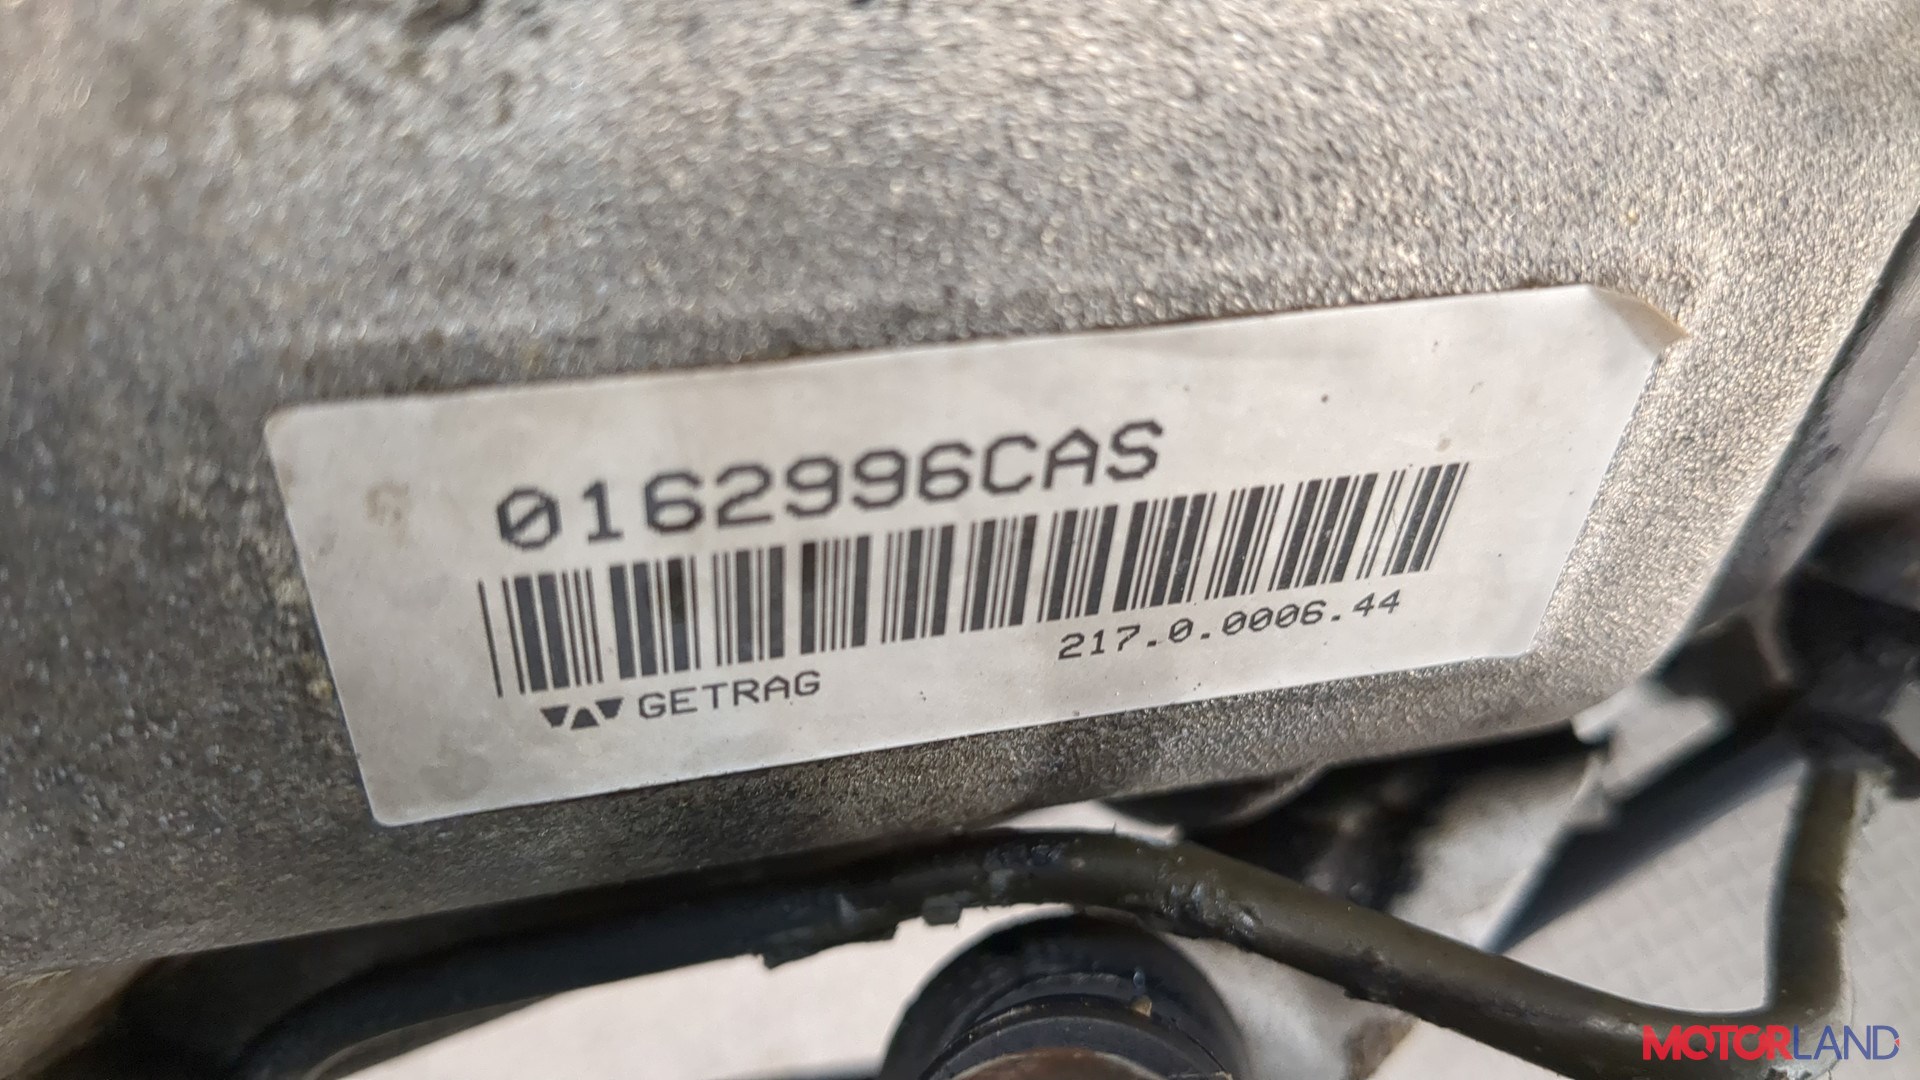 0162996CAS
217.0.0006.44
GETRAG
MOTORLAND